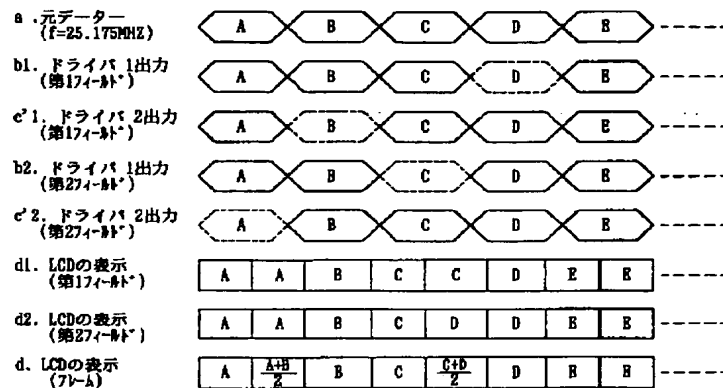 a .元データー A B C D E
(f=25.175MHZ)
b1. ドライバ 1出力 A B C D E
(第1フィールド)
c'1. ドライバ 2出力 A B C D E
(第1フィールド)
b2. ドライバ 1出力 A B C D E
(第2フィールド)
c'2. ドライバ 2出力 A B C D E
(第2フィールド)
d1. LCDの表示 A A B C C D E E
(第1フィールド)
d2. LCDの表示 A A B C D D E E
(第2フィールド)
d. LCDの表示 A A+B/2 B C C+D/2 D E E
(フレーム)